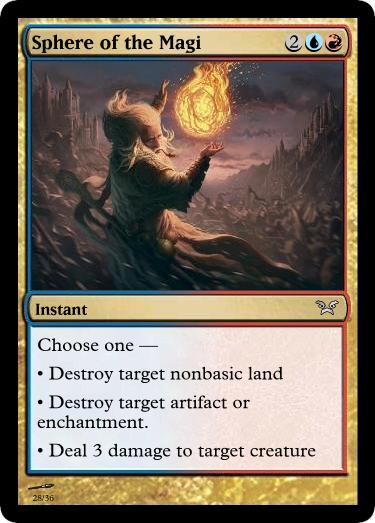 Sphere of the Magi 2
Instant
Choose one —
• Destroy target nonbasic land
• Destroy target artifact or
enchantment.
• Deal 3 damage to target creature
28/36